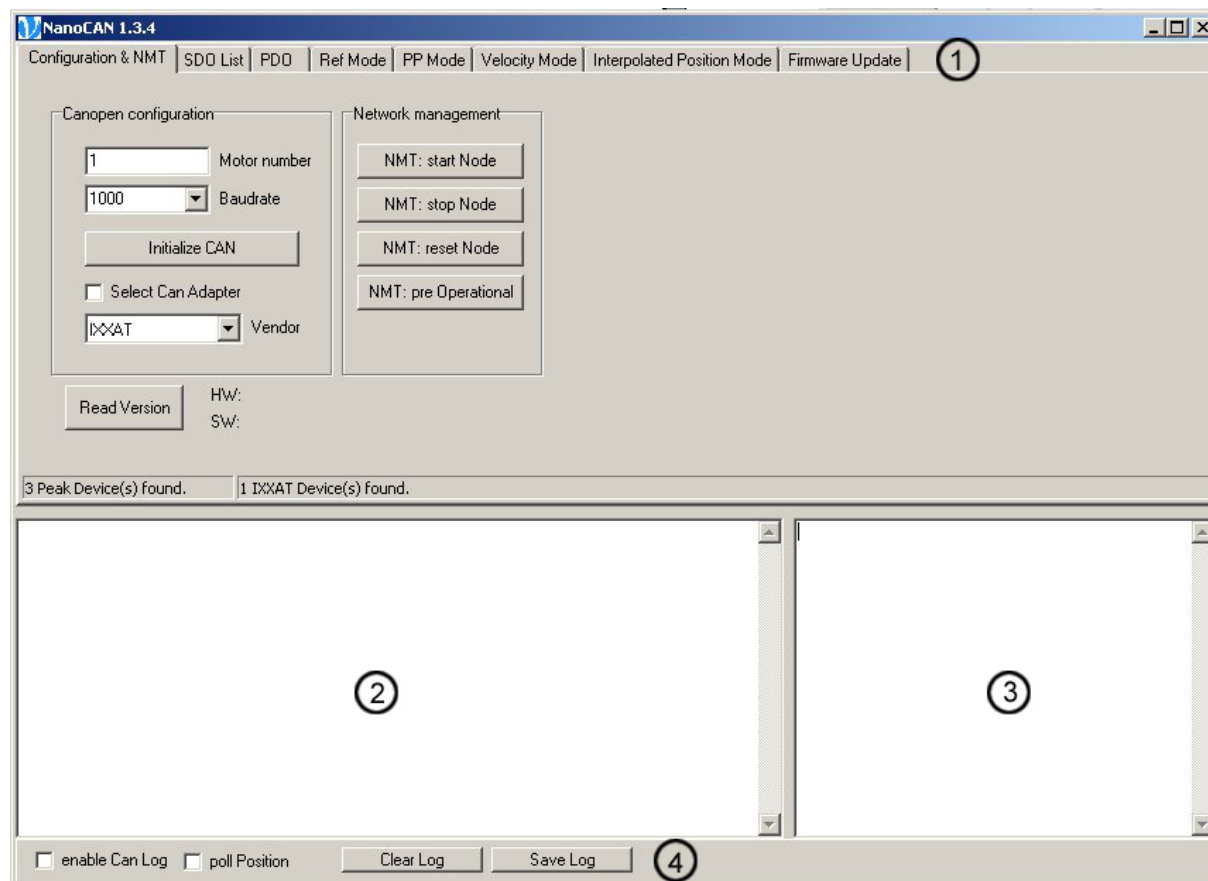 NanoCAN 1.3.4
Configuration & NMT SDO List PDO Ref Mode PP Mode Velocity Mode Interpolated Position Mode Firmware Update 1
Canopen configuration
1 Motor number
1000 Baudrate
Initialize CAN
Select Can Adapter
IXXAT Vendor
Network management
NMT: start Node
NMT: stop Node
NMT: reset Node
NMT: pre Operational
Read Version
HW:
SW:
3 Peak Device(s) found. 1 IXXAT Device(s) found.
2
3
enable Can Log poll Position Clear Log Save Log 4